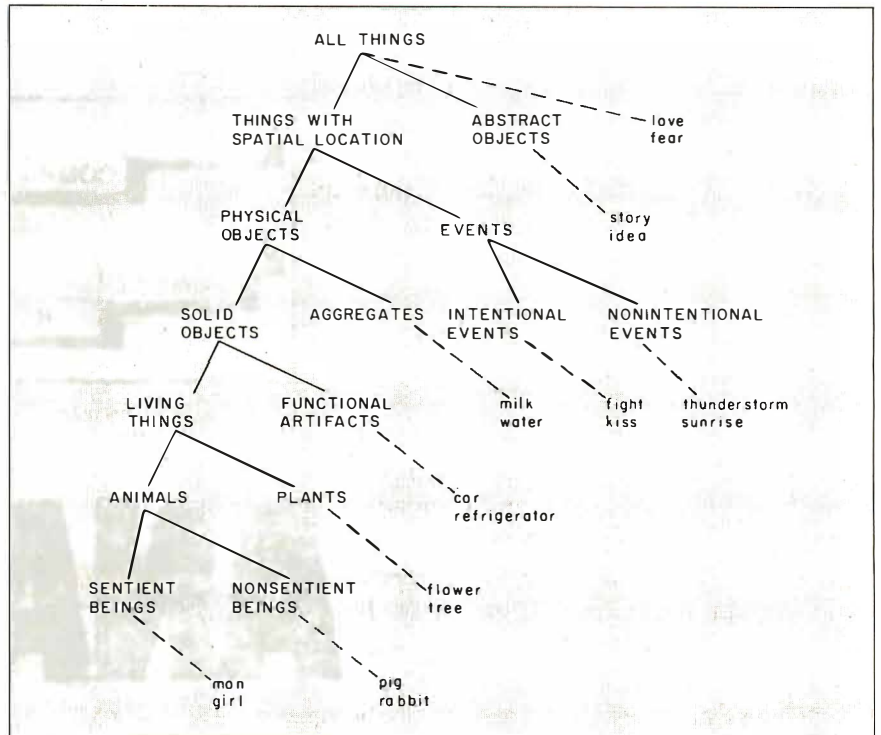 ALL THINGS
THINGS WITH
SPATIAL LOCATION
ABSTRACT
OBJECTS
love
fear
PHYSICAL
OBJECTS
EVENTS
story
idea
SOLID
OBJECTS
AGGREGATES
INTENTIONAL
EVENTS
NONINTENTIONAL
EVENTS
LIVING
THINGS
FUNCTIONAL
ARTIFACTS
milk
water
fight
kiss
thunderstorm
sunrise
ANIMALS
PLANTS
car
refrigerator
SENTIENT
BEINGS
NONSENTIENT
BEINGS
flower
tree
man
girl
pig
rabbit